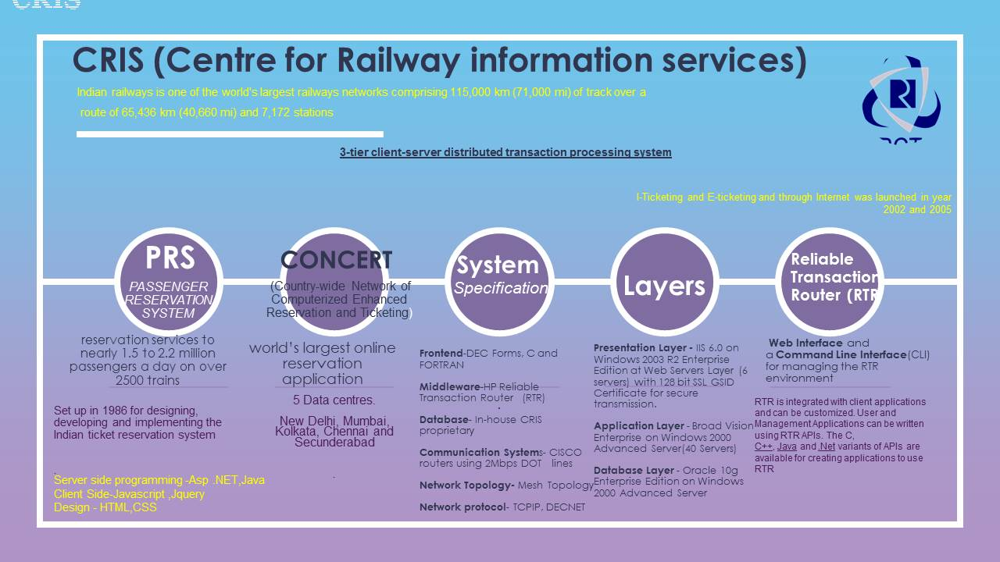 CRIS
CRIS (Centre for Railway information services)
Indian railways is one of the world's largest railways networks comprising 115,000 km (71,000 mi) of track over a
route of 65,436 km (40,660 mi) and 7,172 stations
3-tier client-server distributed transaction processing system
I-Ticketing and E-ticketing and through Internet was launched in year
2002 and 2005
PRS
PASSENGER
RESERVATION
SYSTEM
reservation services to
nearly 1.5 to 2.2 million
passengers a day on over
2500 trains
Set up in 1986 for designing,
developing and implementing the
Indian ticket reservation system
.
Server side programming -Asp .NET,Java
Client Side-Javascript ,Jquery
Design - HTML,CSS
CONCERT
(Country-wide Network of
Computerized Enhanced
Reservation and Ticketing)
world's largest online
reservation
application
5 Data centres.
New Delhi, Mumbai,
Kolkata, Chennai and
Secunderabad
.
System
Specification
Frontend-DEC Forms, C and
FORTRAN
Middleware-HP Reliable
Transaction Router (RTR)
.
Database- In-house CRIS
proprietary
Communication Systems- CISCO
routers using 2Mbps DOT lines
Network Topology- Mesh Topology
Network protocol- TCPIP, DECNET
Layers
Presentation Layer - IIS 6.0 on
Windows 2003 R2 Enterprise
Edition at Web Servers Layer (6
servers) with 128 bit SSL GSID
Certificate for secure
transmission.
Application Layer - Broad Vision
Enterprise on Windows 2000
Advanced Server(40 Servers)
Database Layer - Oracle 10g
Enterprise Edition on Windows
2000 Advanced Server
Reliable
Transaction
Router (RTR
Web Interface and
a Command Line Interface(CLI)
for managing the RTR
environment
RTR is integrated with client applications
and can be customized. User and
Management Applications can be written
using RTR APIs. The C,
C++, Java and .Net variants of APIs are
available for creating applications to use
RTR